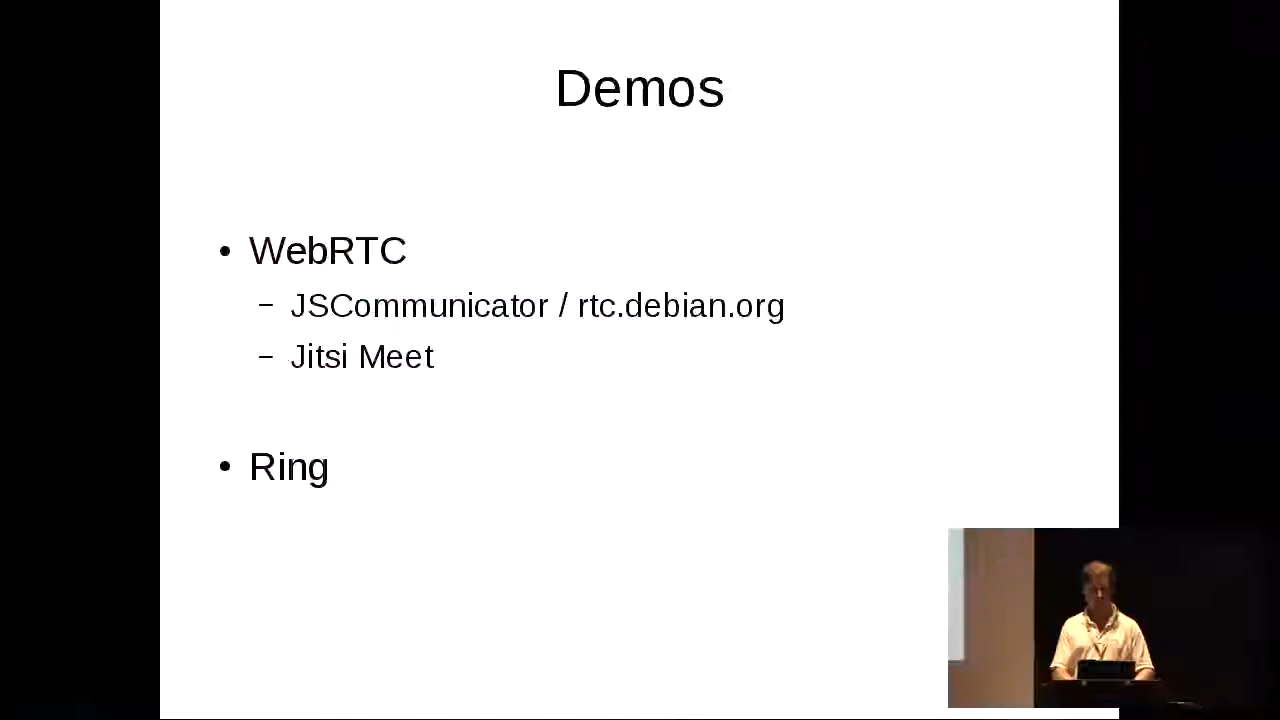 Demos
• WebRTC
– JSCommunicator / rtc.debian.org
– Jitsi Meet
• Ring